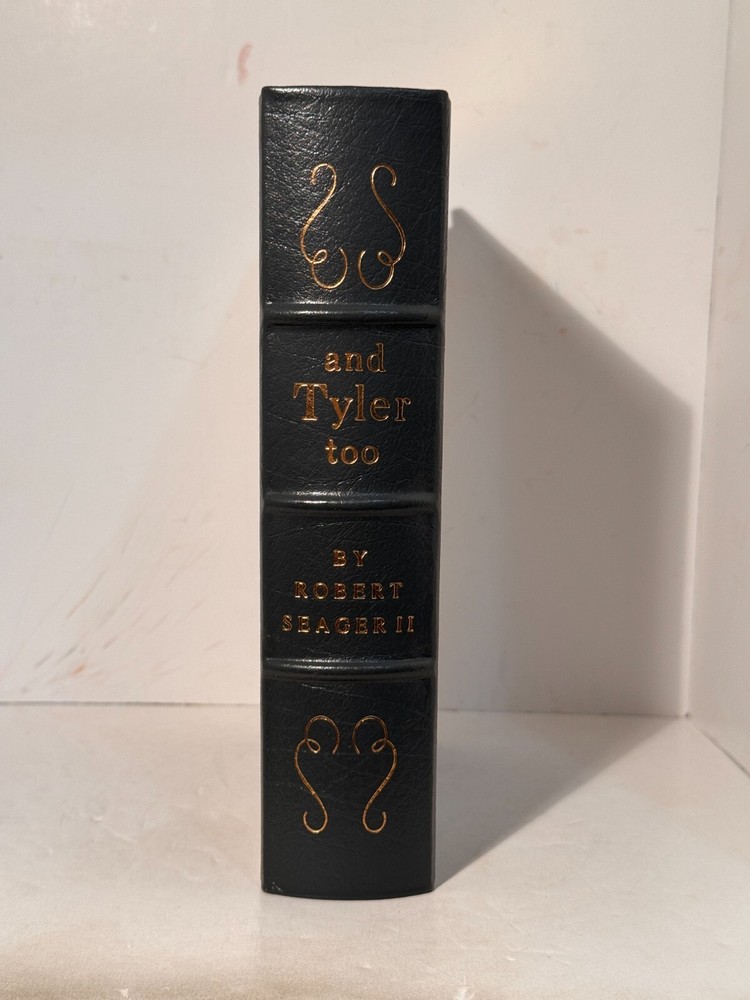 and
Tyler
too
BY
ROBERT
SEAGER II